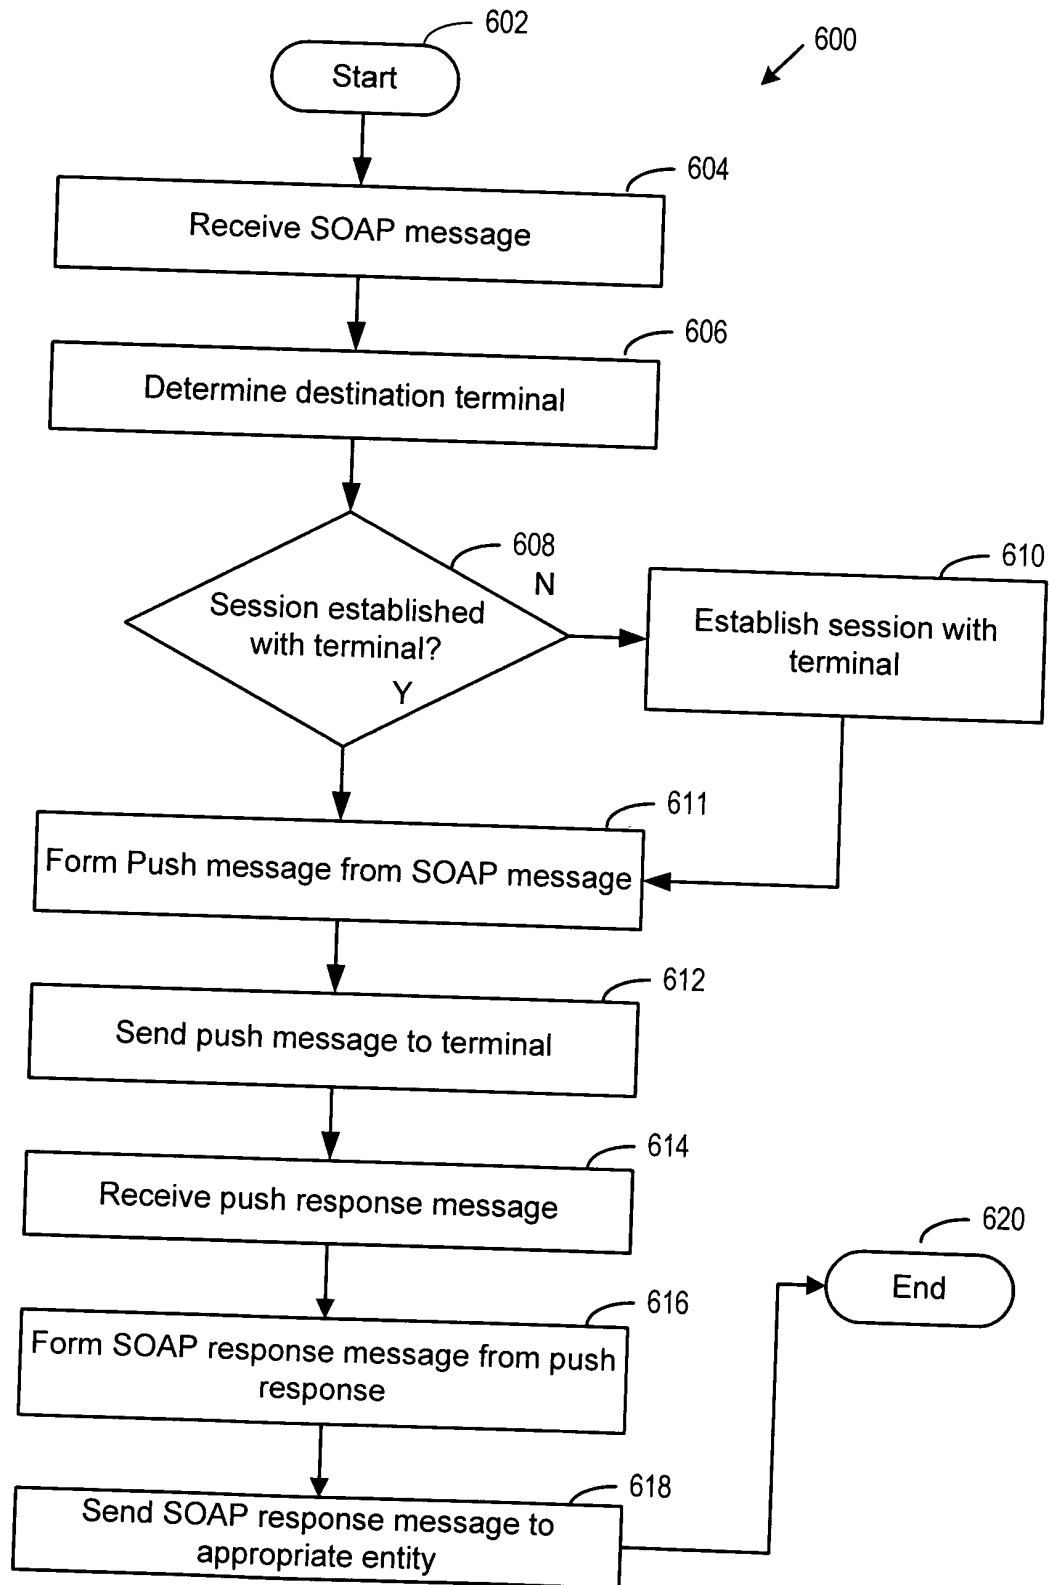 602
600
Start
604
Receive SOAP message
606
Determine destination terminal
608
N
610
Session established
with terminal?
Y
Establish session with
terminal
611
Form Push message from SOAP message
612
Send push message to terminal
614
Receive push response message
620
End
616
Form SOAP response message from push
response
618
Send SOAP response message to
appropriate entity